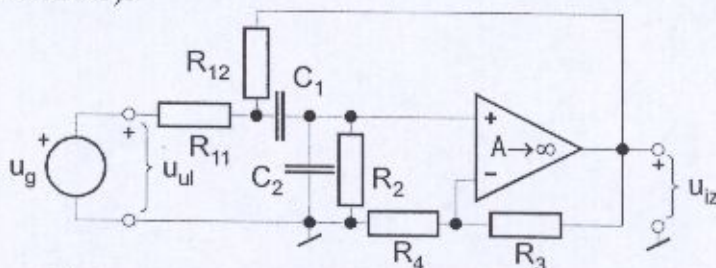 R₁₂
C₁
+
R₁₁
u_g
+
u_ul
C₂
R₂
+
A→∞
-
+
u_iz
R₄
R₃